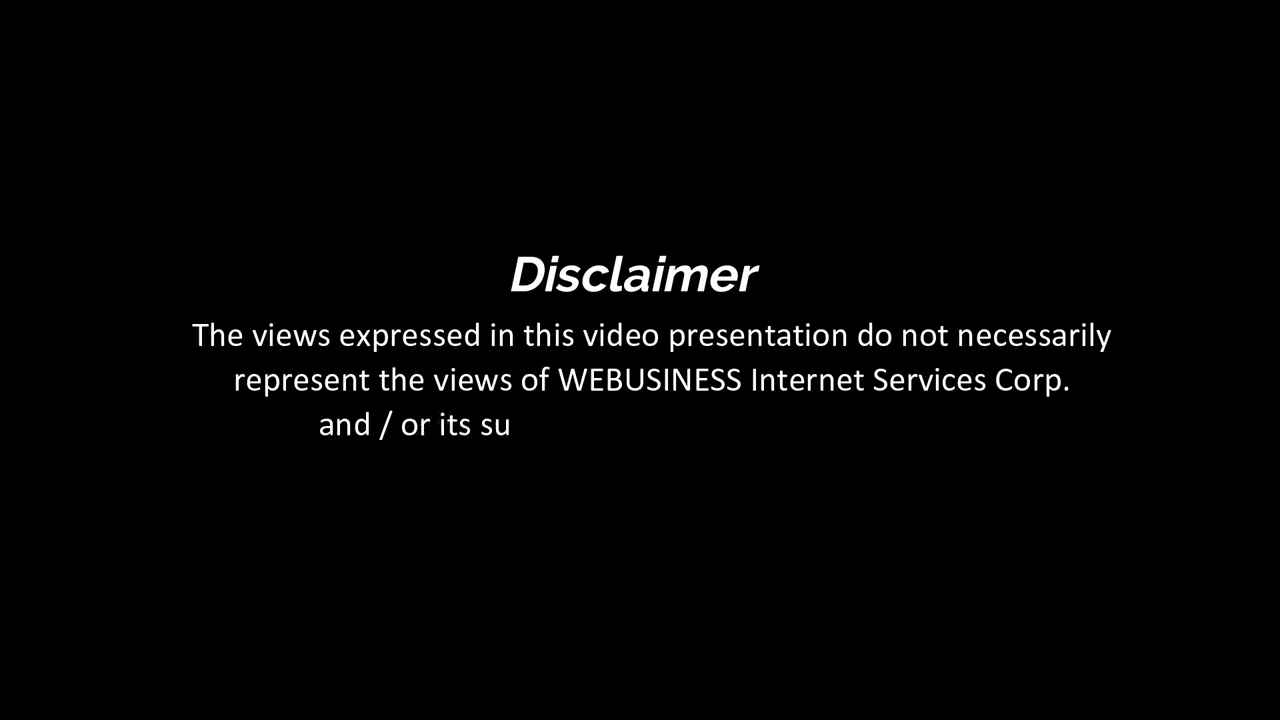 Disclaimer
The views expressed in this video presentation do not necessarily
represent the views of WEBUSINESS Internet Services Corp.
and / or its su